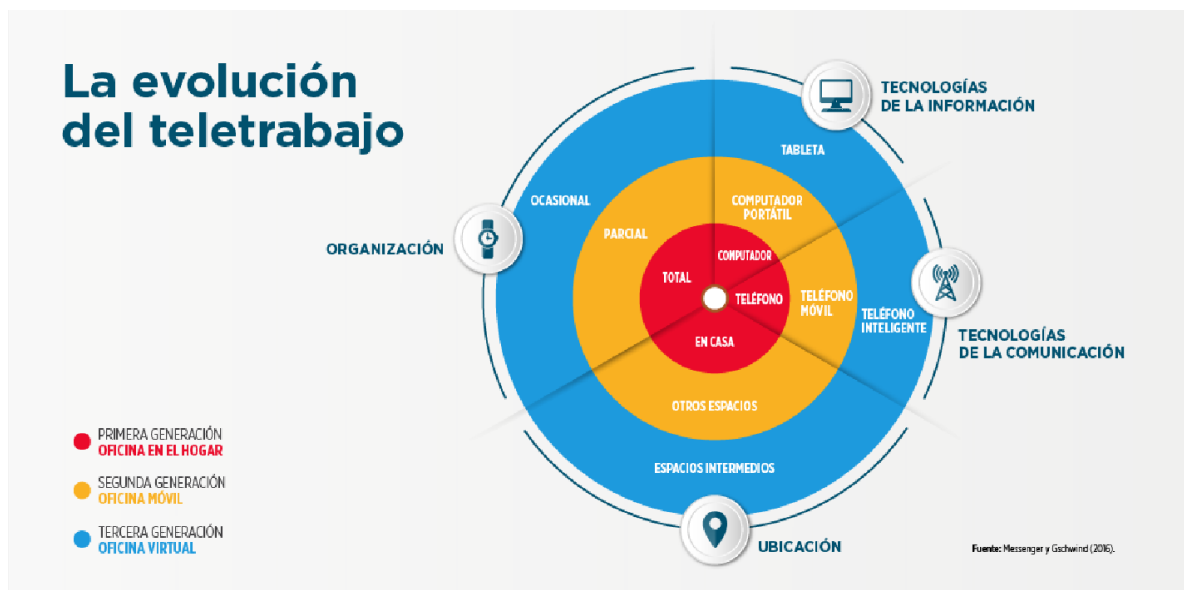 La evolución
del teletrabajo
TECNOLOGÍAS
DE LA INFORMACIÓN
TABLETA
OCASIONAL
COMPUTADOR
PORTÁTIL
PARCIAL
ORGANIZACIÓN
COMPUTADOR
TOTAL
TELÉFONO
TELÉFONO
MÓVIL
TELÉFONO
INTELIGENTE
TECNOLOGÍAS
DE LA COMUNICACIÓN
EN CASA
OTROS ESPACIOS
ESPACIOS INTERMEDIOS
UBICACIÓN
PRIMERA GENERACIÓN
OFICINA EN EL HOGAR
SEGUNDA GENERACIÓN
OFICINA MÓVIL
TERCERA GENERACIÓN
OFICINA VIRTUAL
Fuente: Messenger y Gschwind (2016).